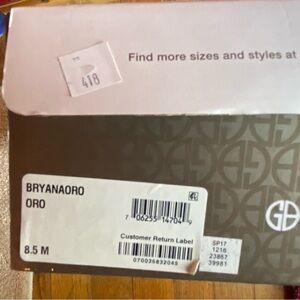 418
Find more sizes and styles at
BRYANAORO
ORO
7 06255 14704 9
Customer Return Label
8.5 M
070035832045
SP17
1216
23867
39981